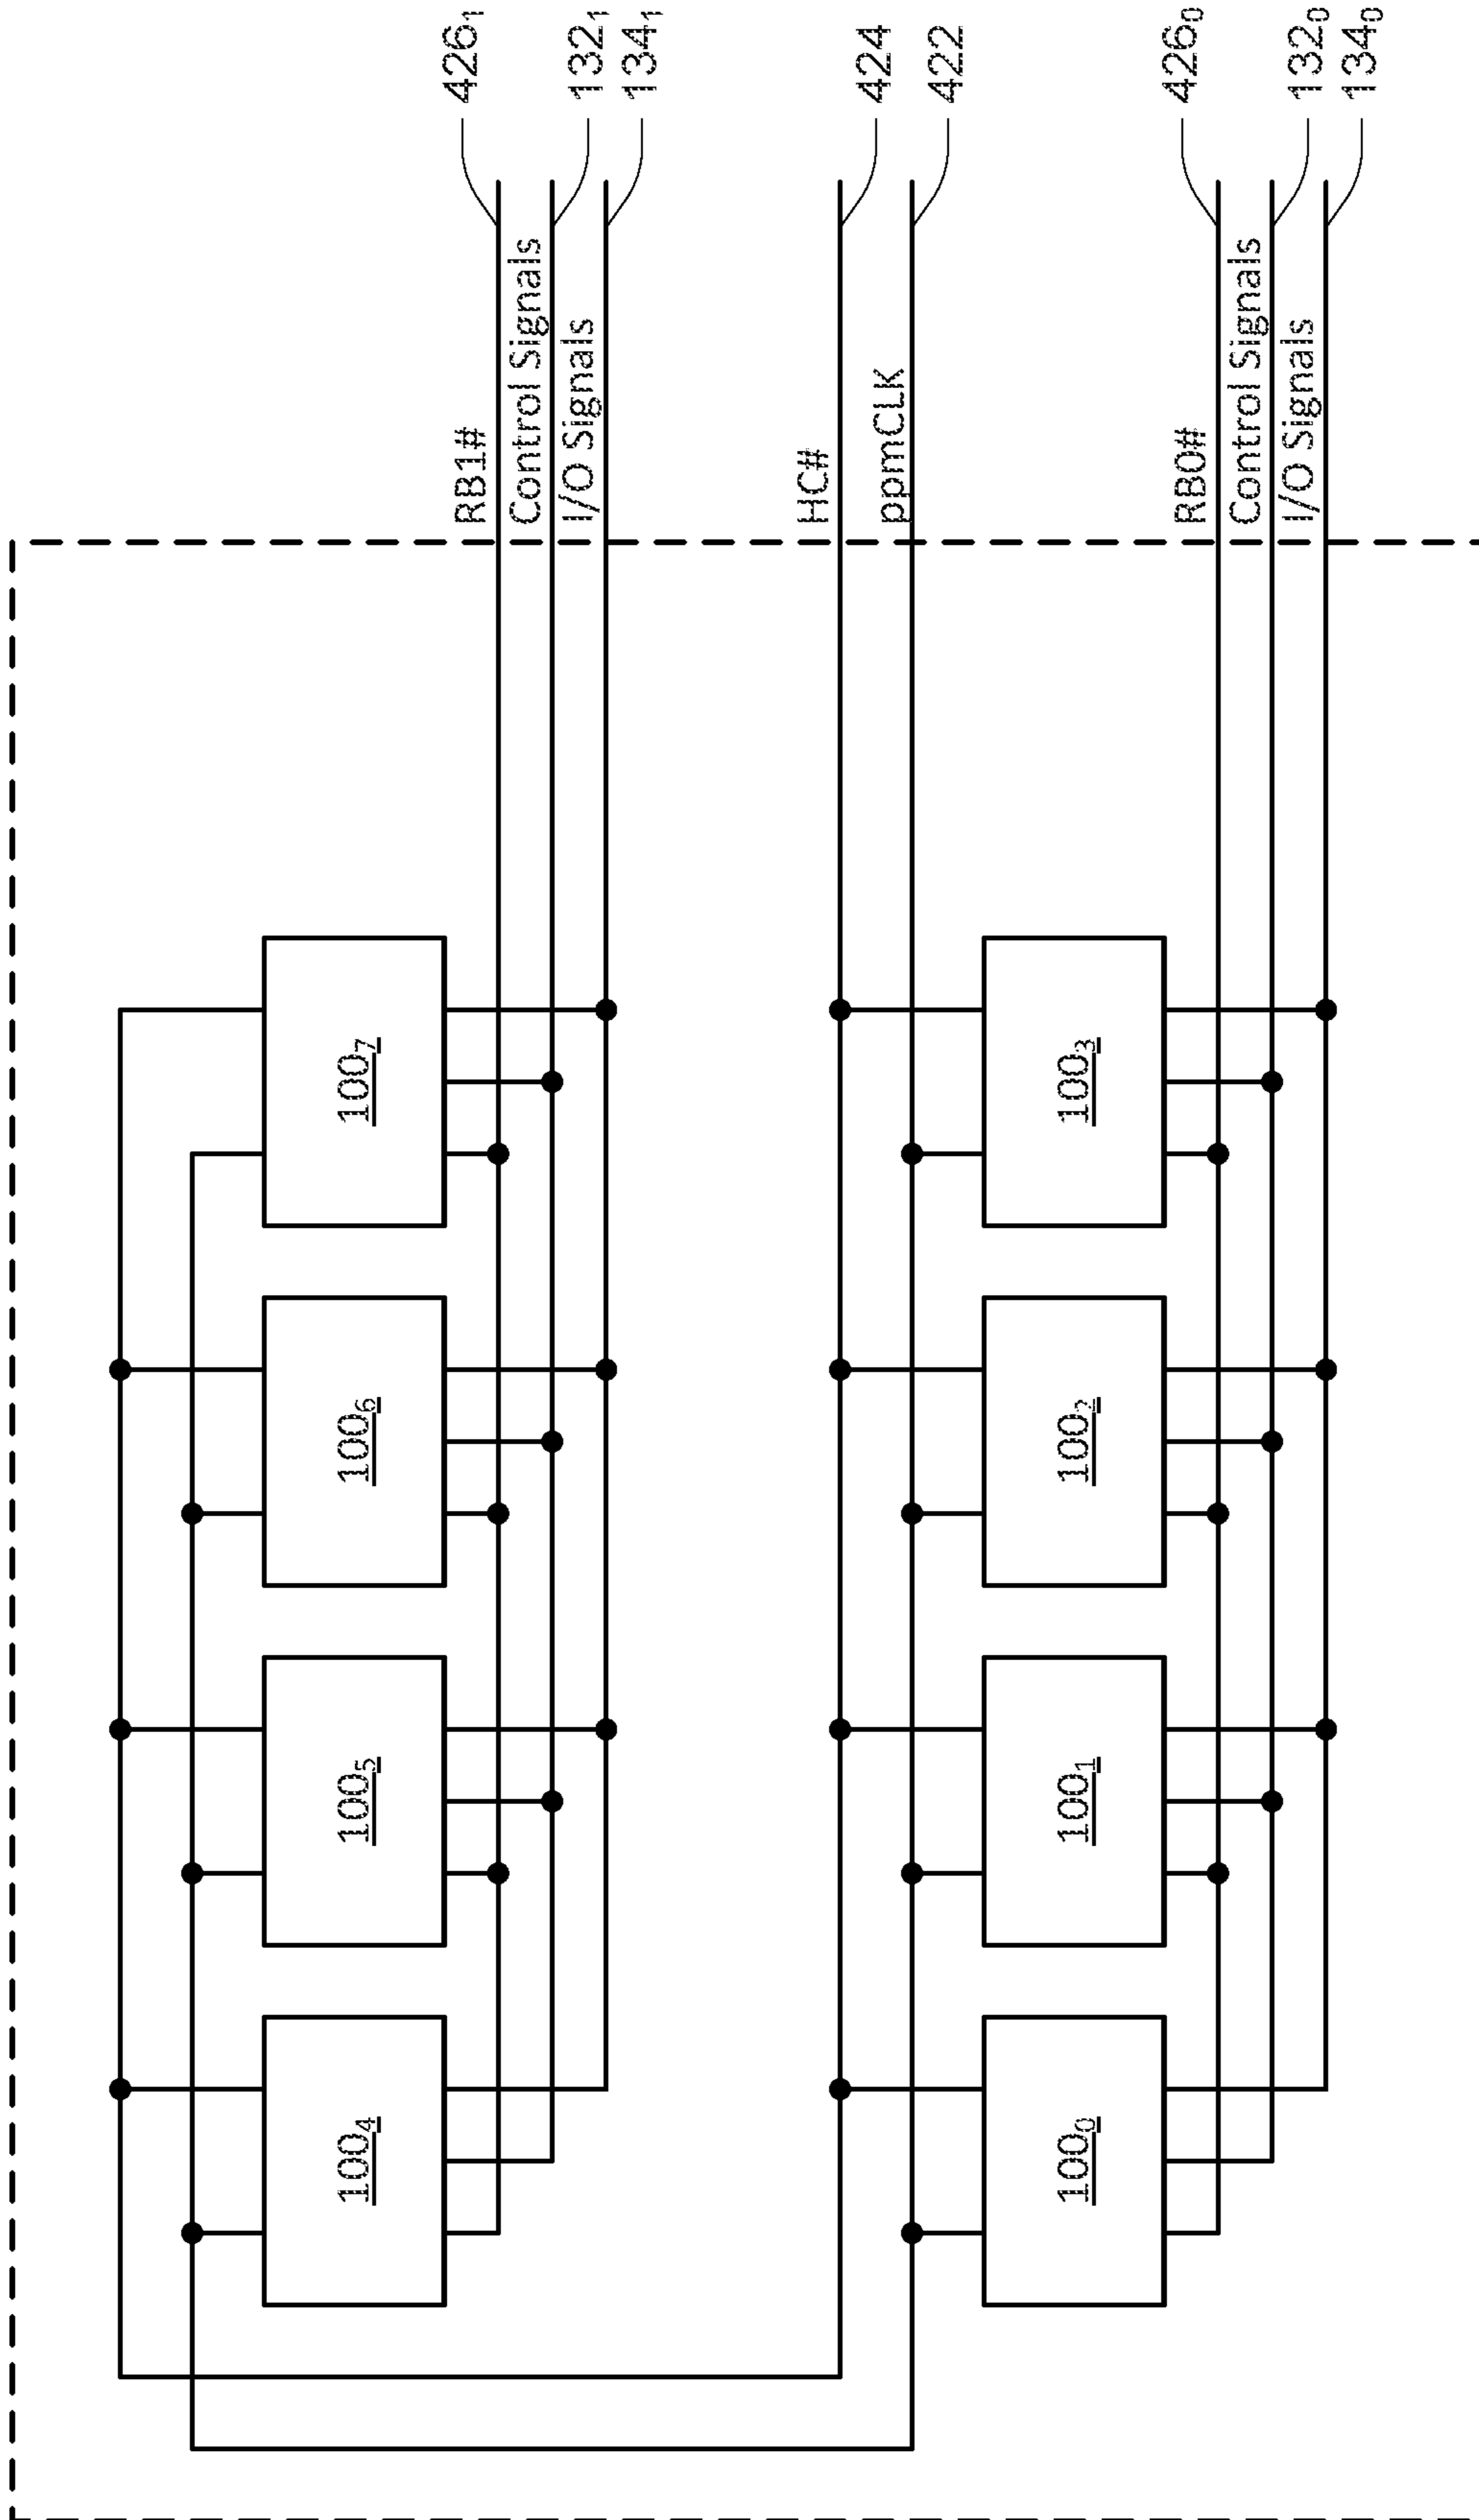 426₁
132₁
134₁
RB1#
Control Signals
I/O Signals
424
422
HC#
ppmCLK
426₀
132₀
134₀
RB0#
Control Signals
I/O Signals
100₇
100₆
100₅
100₄
100₃
100₂
100₁
100₀